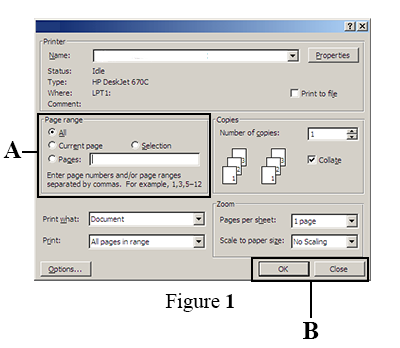 Printer
Name:
Properties
Status: Idle
Type: HP DeskJet 670C
Where: LPT1:
Comment:
Print to file
A
Page range
All
Current page Selection
Pages:
Enter page numbers and/or page ranges
separated by commas. For example, 1,3,5–12
Copies
Number of copies: 1
Collate
Print what: Document
Print: All pages in range
Zoom
Pages per sheet: 1 page
Scale to paper size: No Scaling
Options...
OK Close
Figure 1
B